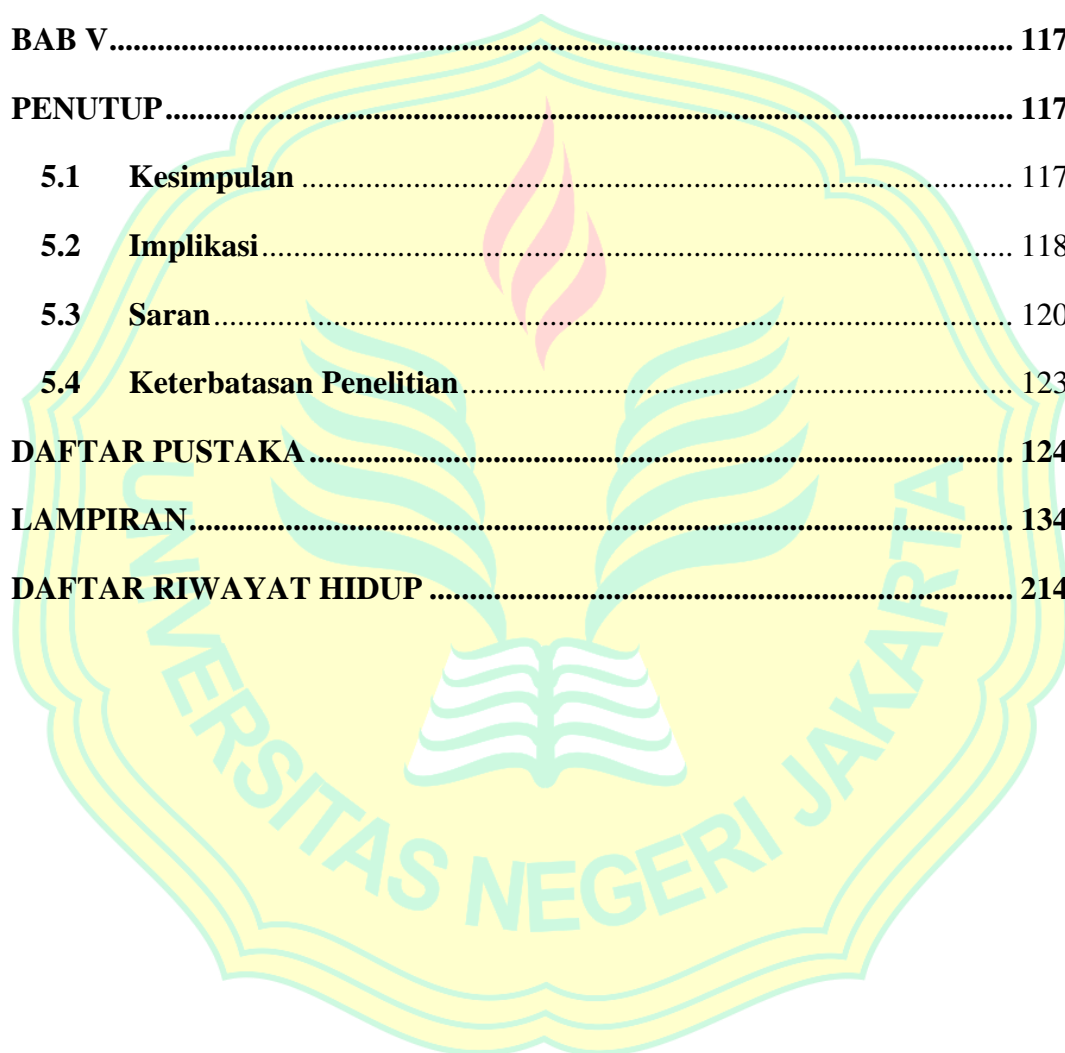 BAB V.................................................................................................................... 117
PENUTUP............................................................................................................. 117
5.1 Kesimpulan ........................................................................................... 117
5.2 Implikasi................................................................................................ 118
5.3 Saran...................................................................................................... 120
5.4 Keterbatasan Penelitian....................................................................... 123
DAFTAR PUSTAKA.......................................................................................... 124
LAMPIRAN.......................................................................................................... 134
DAFTAR RIWAYAT HIDUP ........................................................................... 214
UNIVERSITAS NEGERI JAKARTA